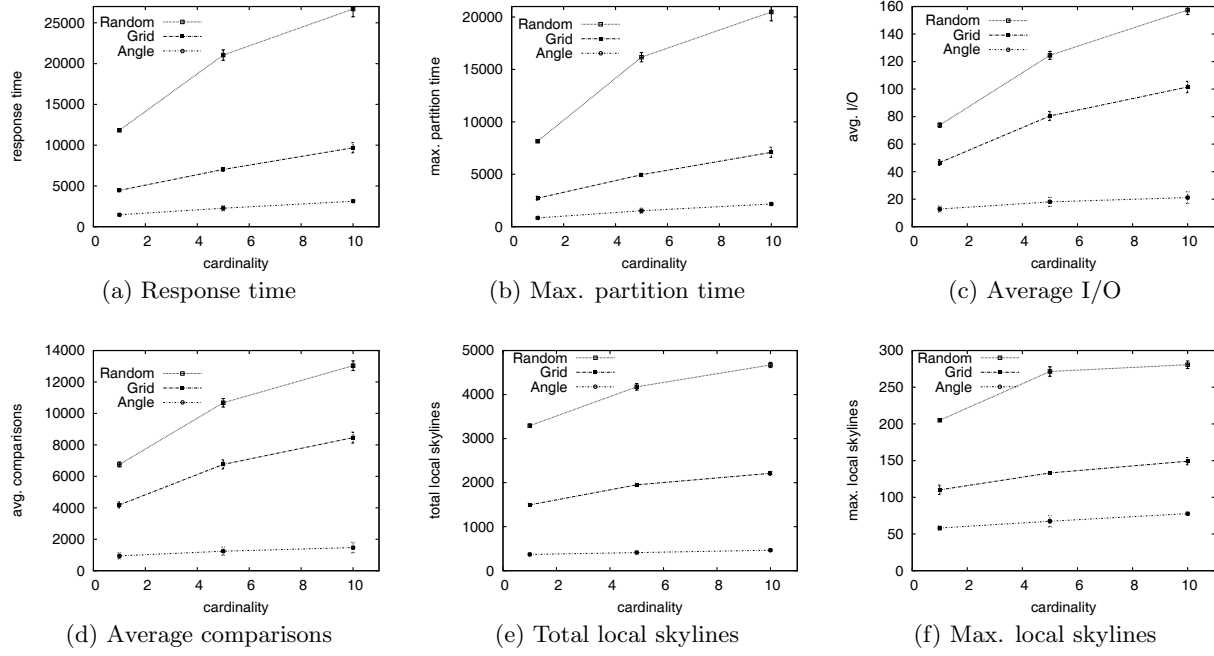 response time
25000
20000
15000
10000
5000
0
Random
Grid
Angle
0 2 4 6 8 10
cardinality
(a) Response time
max. partition time
20000
15000
10000
5000
0
Random
Grid
Angle
0 2 4 6 8 10
cardinality
(b) Max. partition time
avg. I/O
160
140
120
100
80
60
40
20
0
Random
Grid
Angle
0 2 4 6 8 10
cardinality
(c) Average I/O
avg. comparisons
14000
12000
10000
8000
6000
4000
2000
0
Random
Grid
Angle
0 2 4 6 8 10
cardinality
(d) Average comparisons
total local skylines
5000
4000
3000
2000
1000
0
Random
Grid
Angle
0 2 4 6 8 10
cardinality
(e) Total local skylines
max. local skylines
300
250
200
150
100
50
0
Random
Grid
Angle
0 2 4 6 8 10
cardinality
(f) Max. local skylines